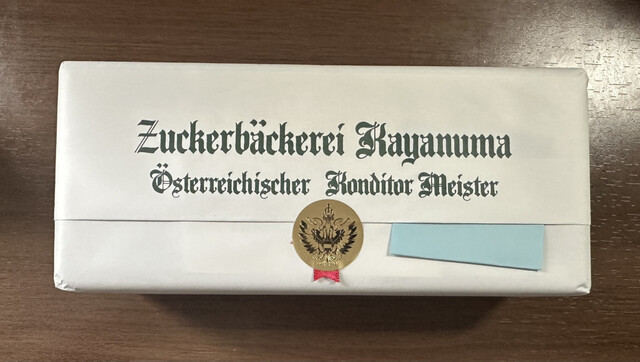 Zuckerbäckerei Kayanuma
Österreichischer Konditor Meister